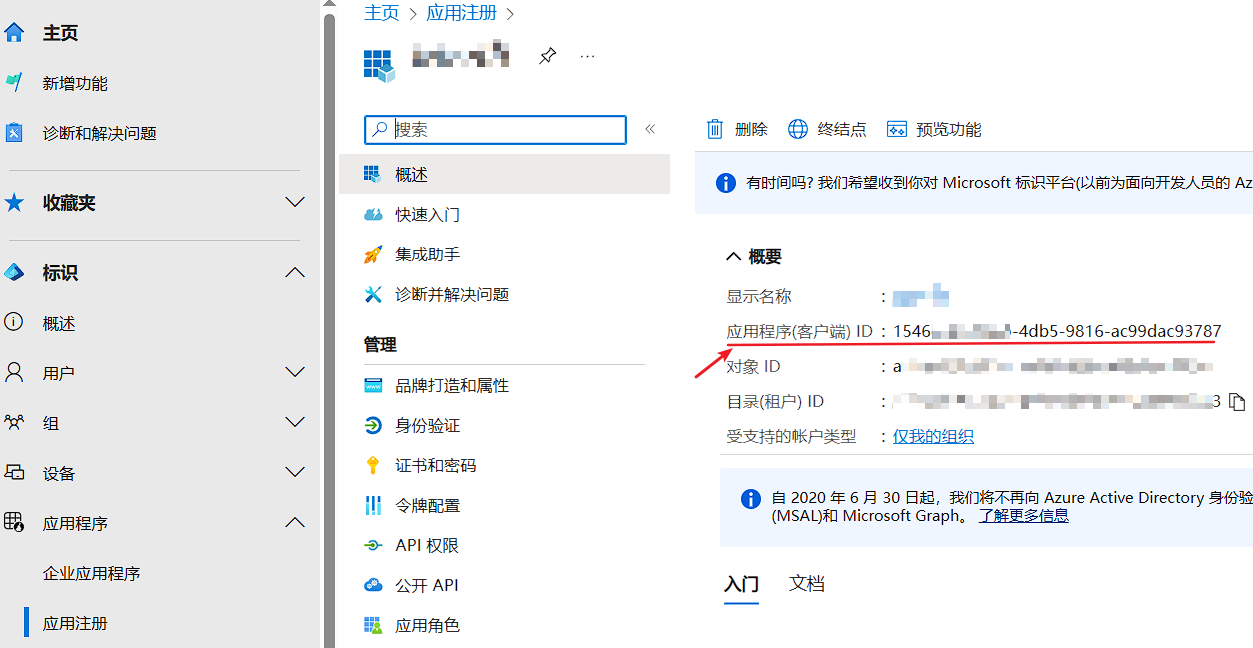 主页
新增功能
诊断和解决问题
收藏夹
标识
概述
用户
组
设备
应用程序
企业应用程序
应用注册
主页 > 应用注册 >
搜索
概述
快速入门
集成助手
诊断并解决问题
管理
品牌打造和属性
身份验证
证书和密码
令牌配置
API 权限
公开 API
应用角色
删除 终结点 预览功能
有时间吗? 我们希望收到你对 Microsoft 标识平台(以前为面向开发人员的 Az
概要
显示名称 :
应用程序(客户端) ID : 1546 -4db5-9816-ac99dac93787
对象 ID : a
目录(租户) ID : 3
受支持的帐户类型 : 仅我的组织
自 2020 年 6 月 30 日起，我们将不再向 Azure Active Directory 身份验
(MSAL)和 Microsoft Graph。 了解更多信息
入门 文档